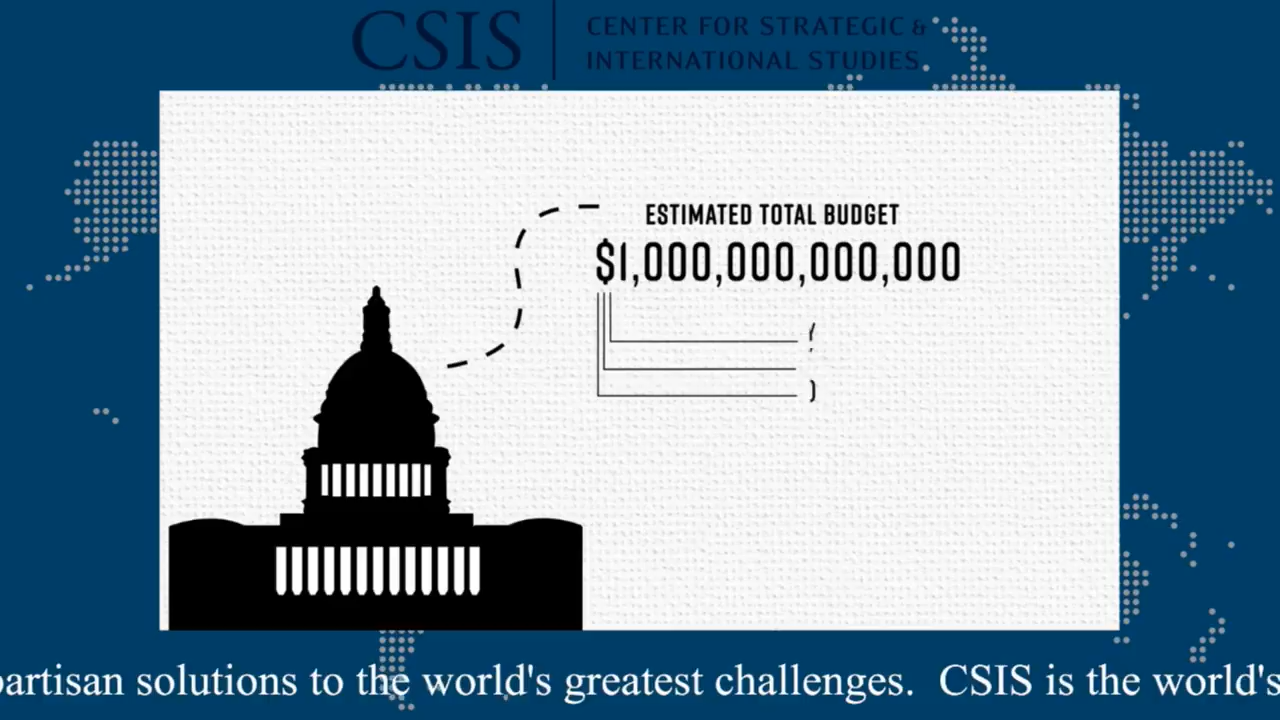 CSIS
CENTER FOR STRATEGIC &
INTERNATIONAL STUDIES
ESTIMATED TOTAL BUDGET
$1,000,000,000,000
solutions to the world's greatest challenges. CSIS is the world's